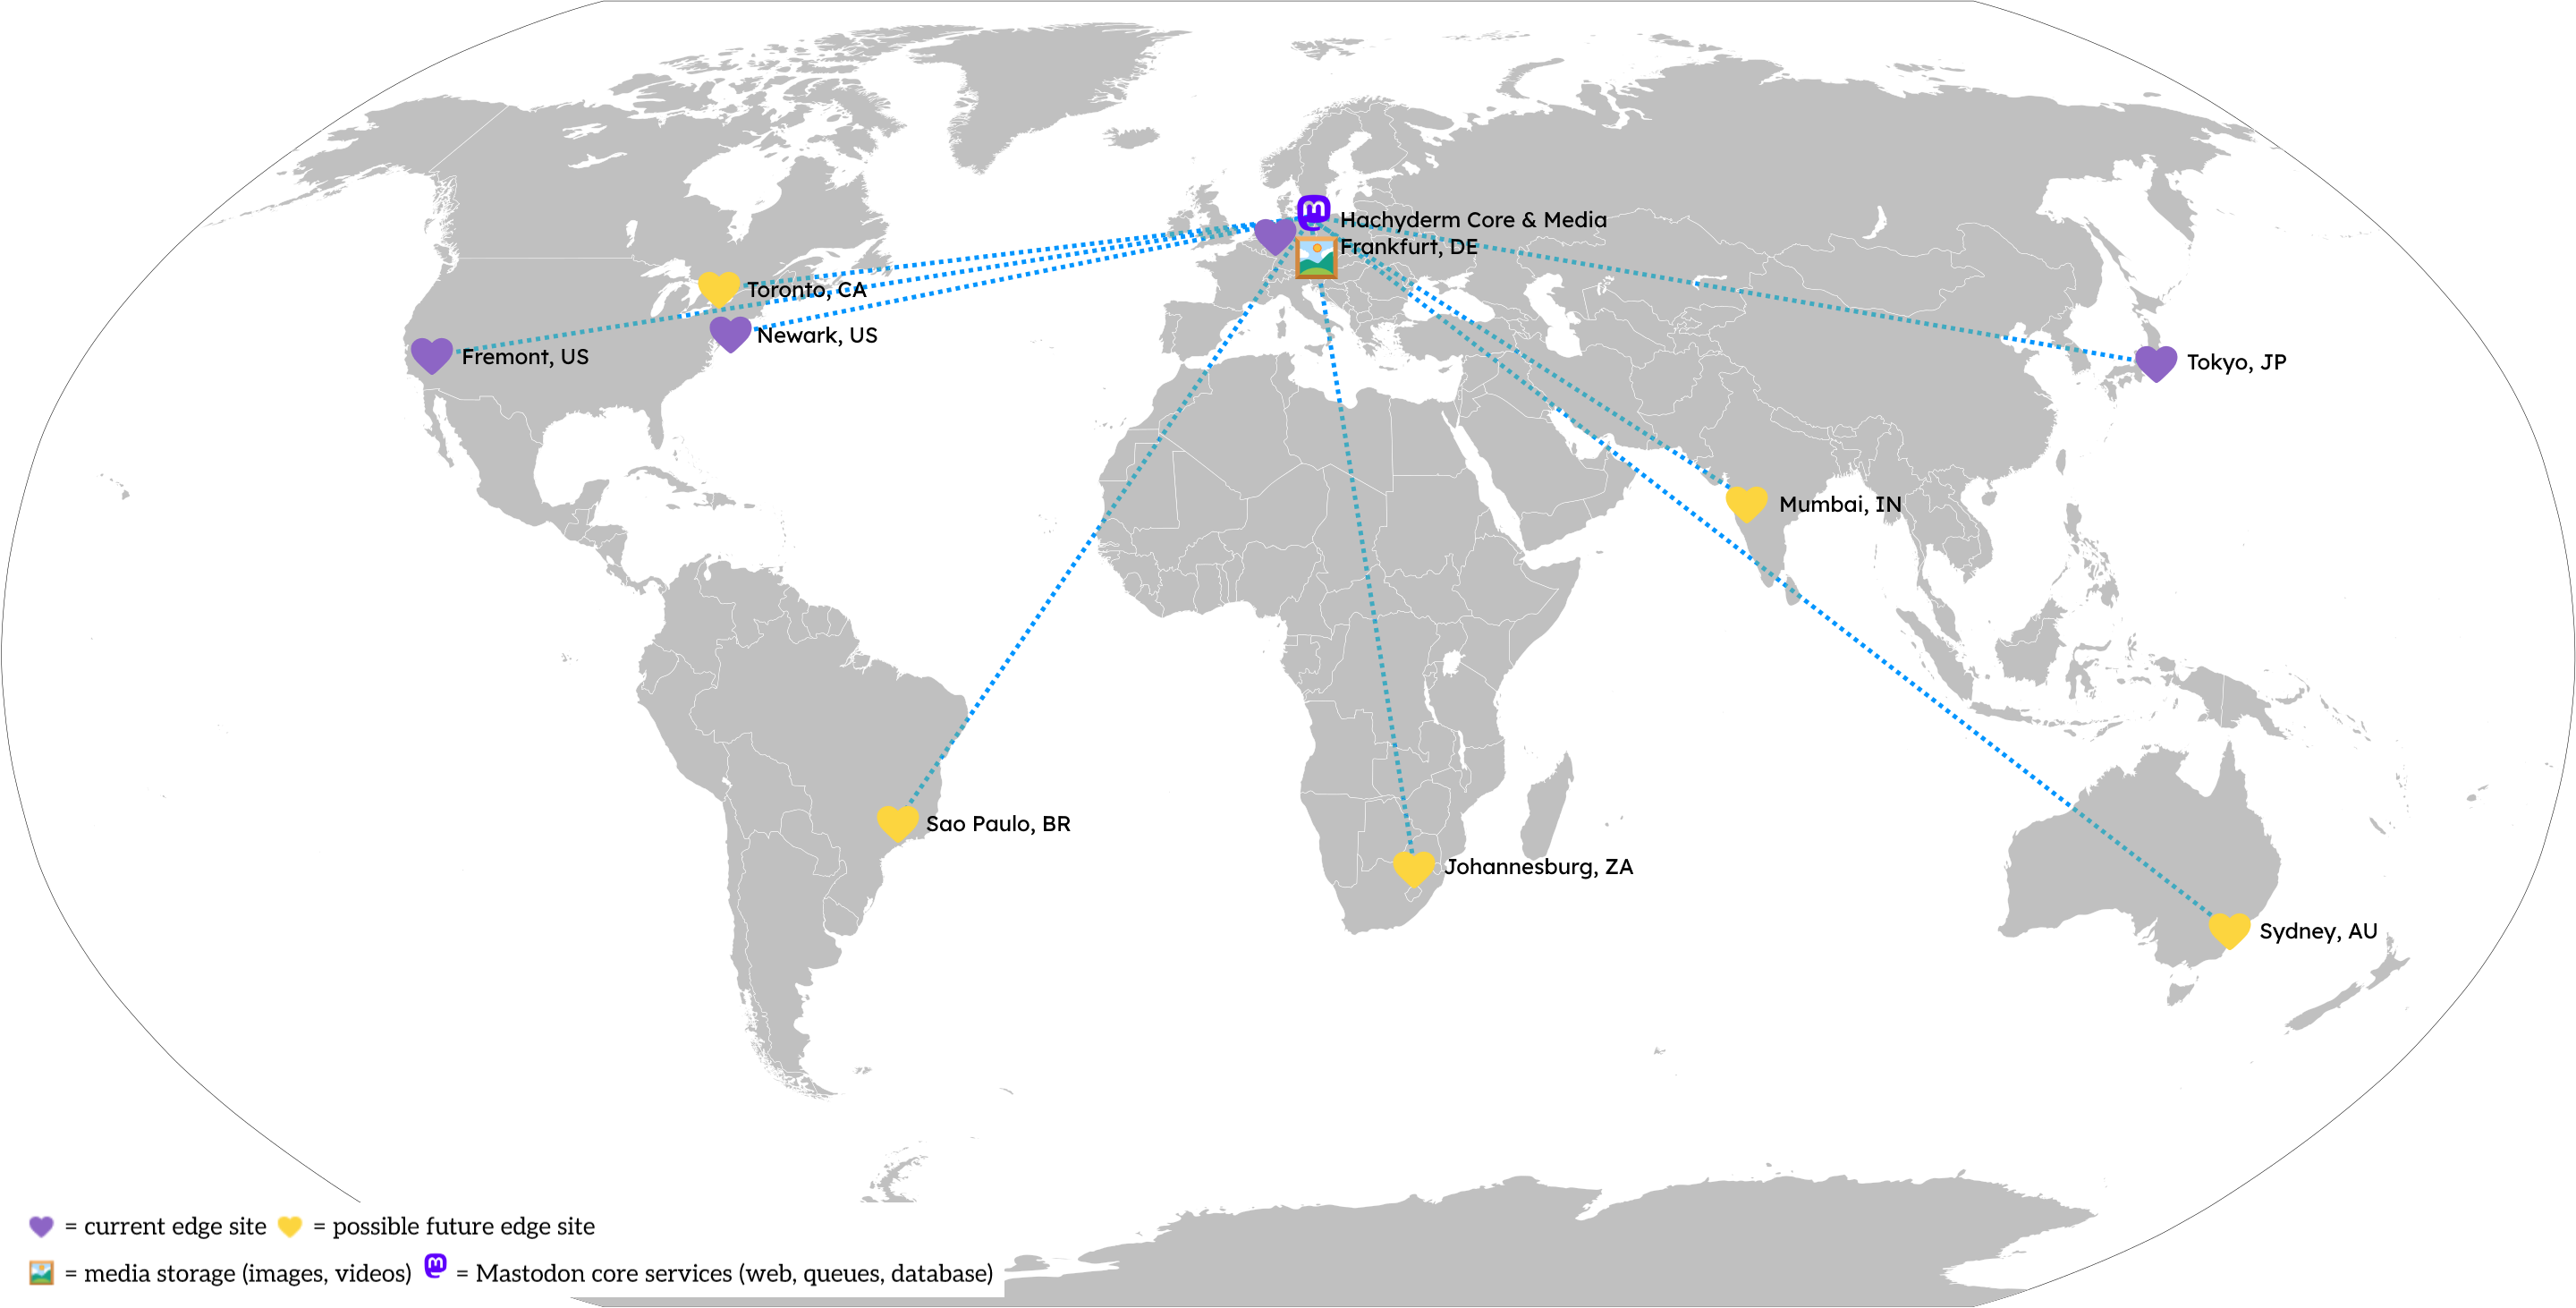 Hachyderm Core & Media
Frankfurt, DE
Toronto, CA
Newark, US
Fremont, US
Tokyo, JP
Mumbai, IN
Sao Paulo, BR
Johannesburg, ZA
Sydney, AU
= current edge site = possible future edge site
= media storage (images, videos) = Mastodon core services (web, queues, database)